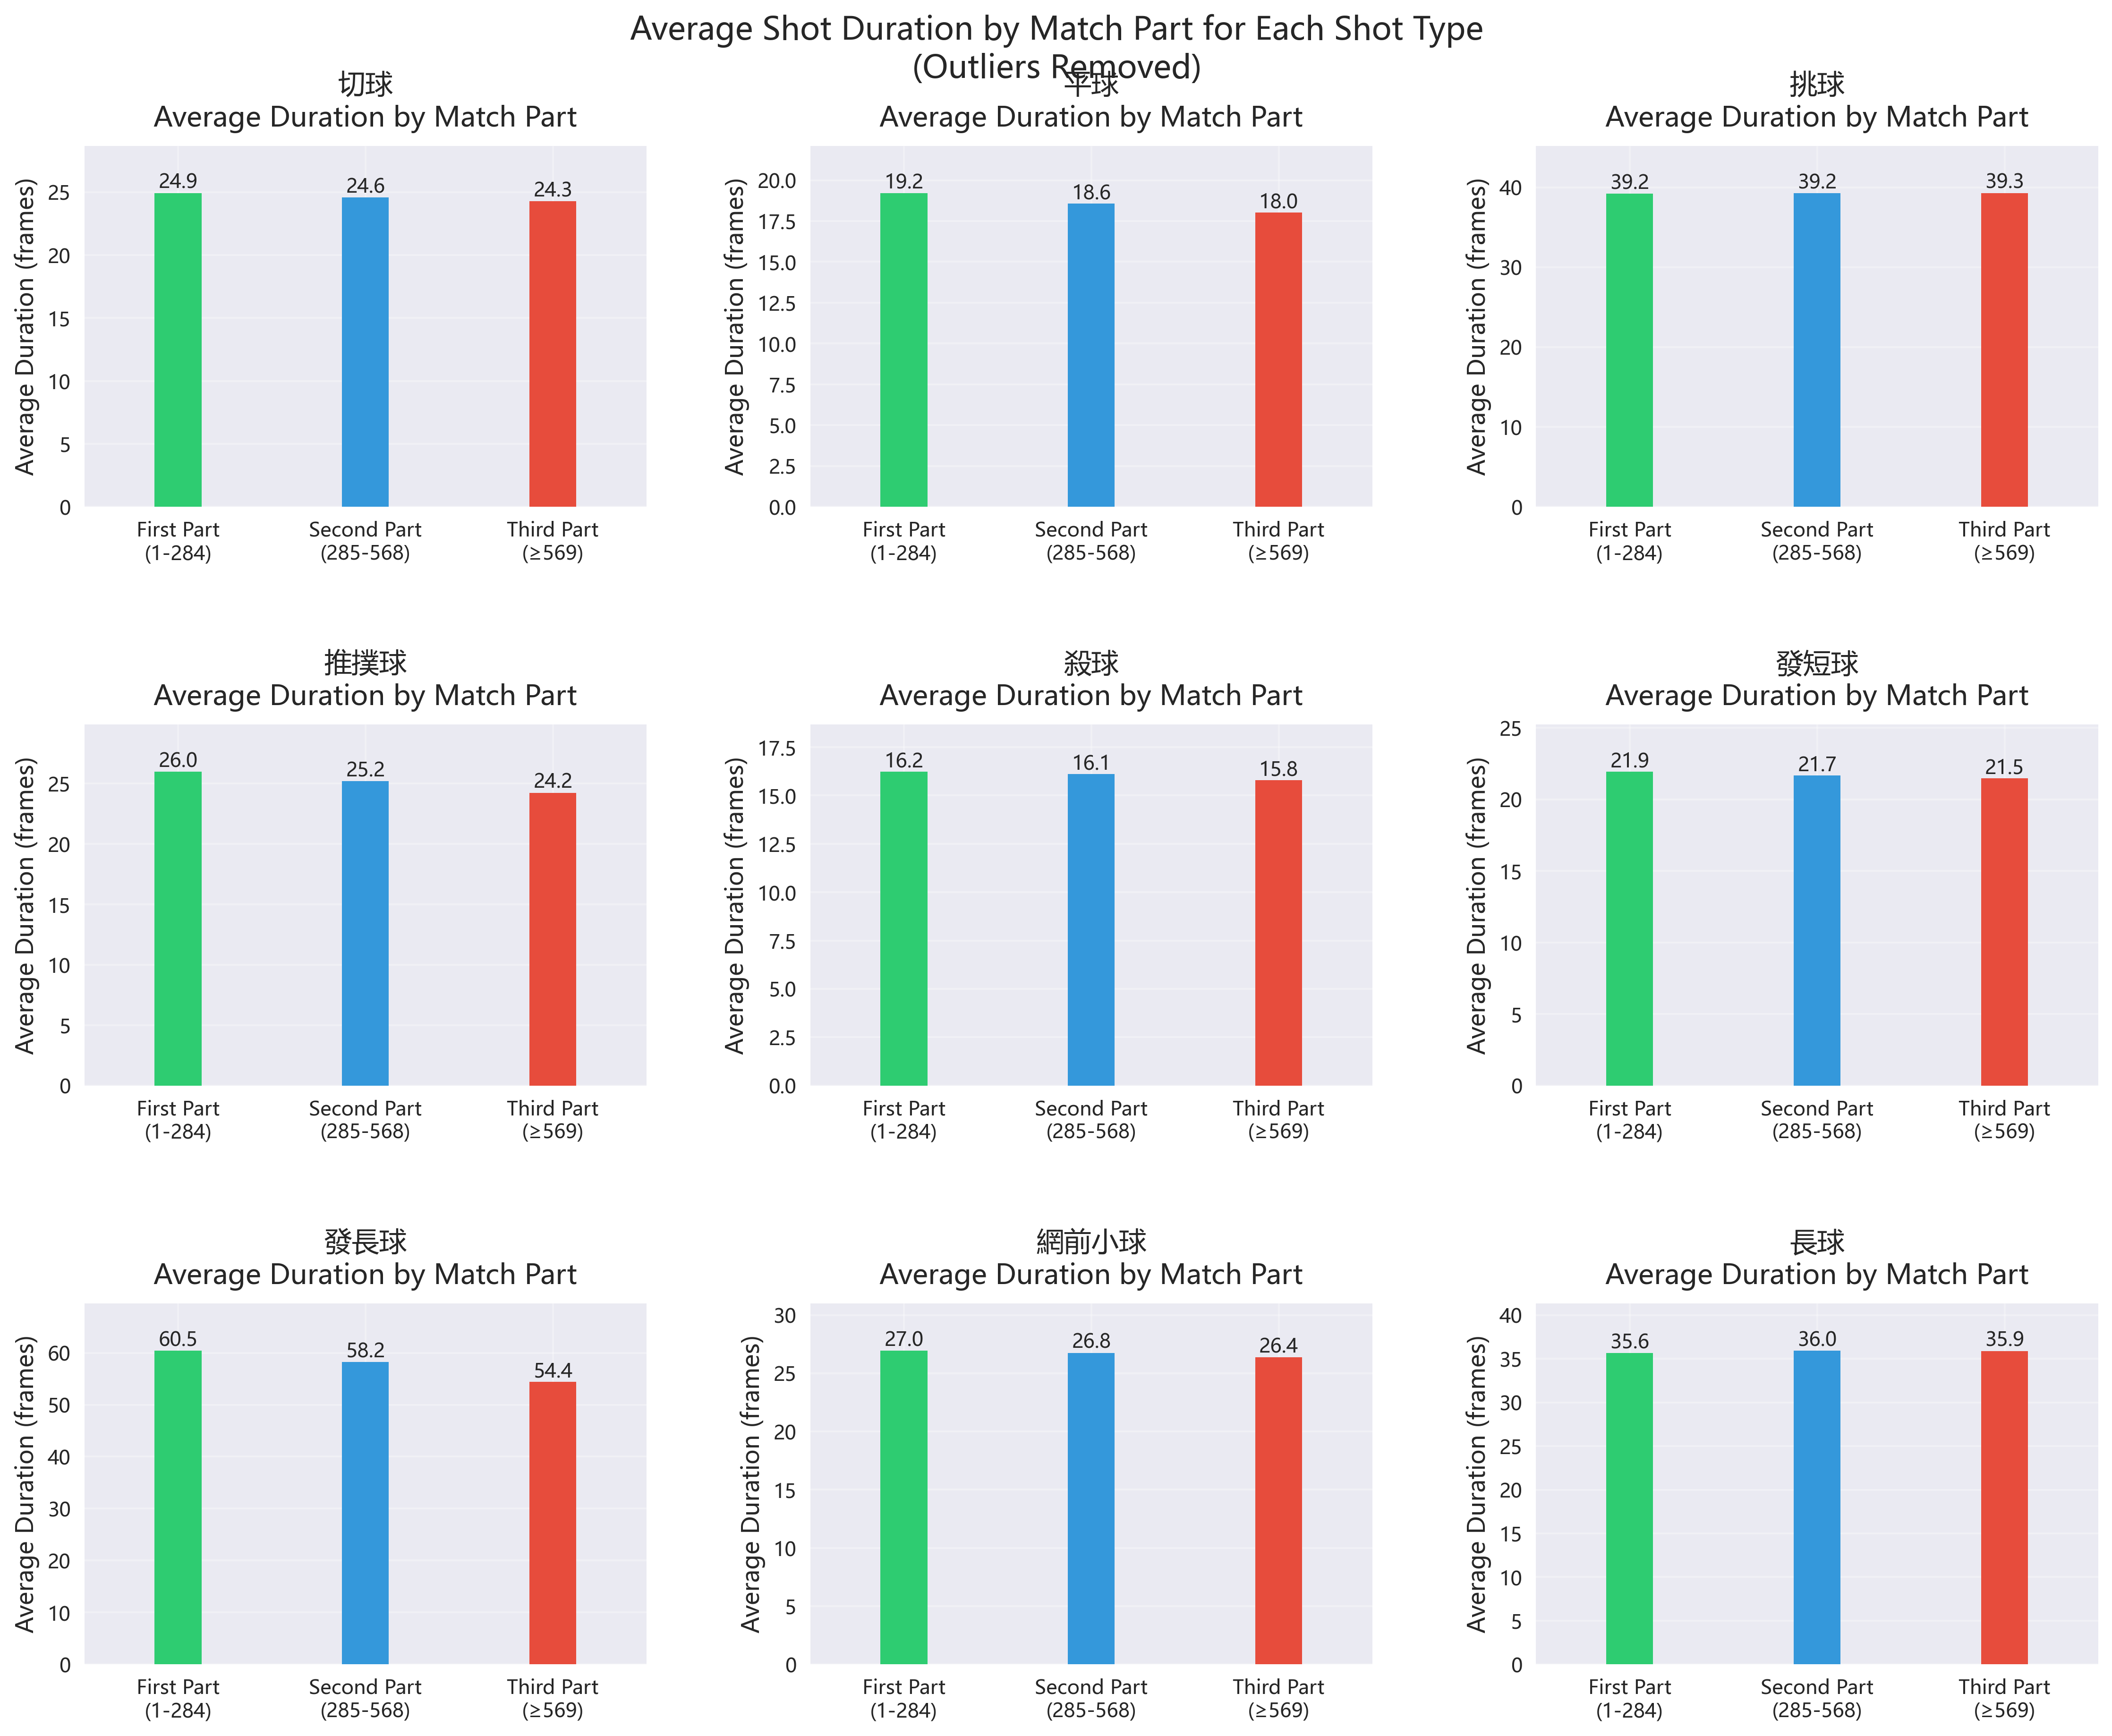 Average Shot Duration by Match Part for Each Shot Type
(Outliers Removed)
切球
Average Duration by Match Part
Average Duration (frames)
25
20
15
10
5
0
24.9
24.6
24.3
First Part
(1-284)
Second Part
(285-568)
Third Part
(≥569)
平球
Average Duration by Match Part
Average Duration (frames)
20.0
17.5
15.0
12.5
10.0
7.5
5.0
2.5
0.0
19.2
18.6
18.0
First Part
(1-284)
Second Part
(285-568)
Third Part
(≥569)
挑球
Average Duration by Match Part
Average Duration (frames)
40
30
20
10
0
39.2
39.2
39.3
First Part
(1-284)
Second Part
(285-568)
Third Part
(≥569)
推撲球
Average Duration by Match Part
Average Duration (frames)
25
20
15
10
5
0
26.0
25.2
24.2
First Part
(1-284)
Second Part
(285-568)
Third Part
(≥569)
殺球
Average Duration by Match Part
Average Duration (frames)
17.5
15.0
12.5
10.0
7.5
5.0
2.5
0.0
16.2
16.1
15.8
First Part
(1-284)
Second Part
(285-568)
Third Part
(≥569)
發短球
Average Duration by Match Part
Average Duration (frames)
25
20
15
10
5
0
21.9
21.7
21.5
First Part
(1-284)
Second Part
(285-568)
Third Part
(≥569)
發長球
Average Duration by Match Part
Average Duration (frames)
60
50
40
30
20
10
0
60.5
58.2
54.4
First Part
(1-284)
Second Part
(285-568)
Third Part
(≥569)
網前小球
Average Duration by Match Part
Average Duration (frames)
30
25
20
15
10
5
0
27.0
26.8
26.4
First Part
(1-284)
Second Part
(285-568)
Third Part
(≥569)
長球
Average Duration by Match Part
Average Duration (frames)
40
35
30
25
20
15
10
5
0
35.6
36.0
35.9
First Part
(1-284)
Second Part
(285-568)
Third Part
(≥569)